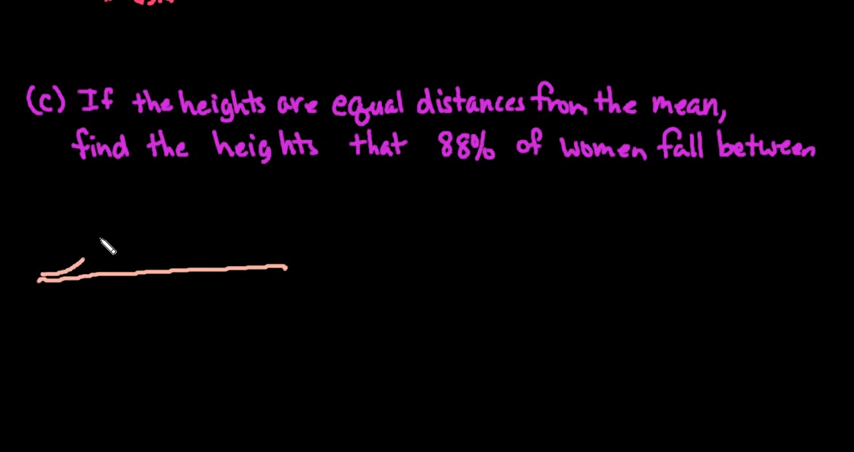 (c) If the heights are equal distances from the mean,
find the heights that 88% of women fall between